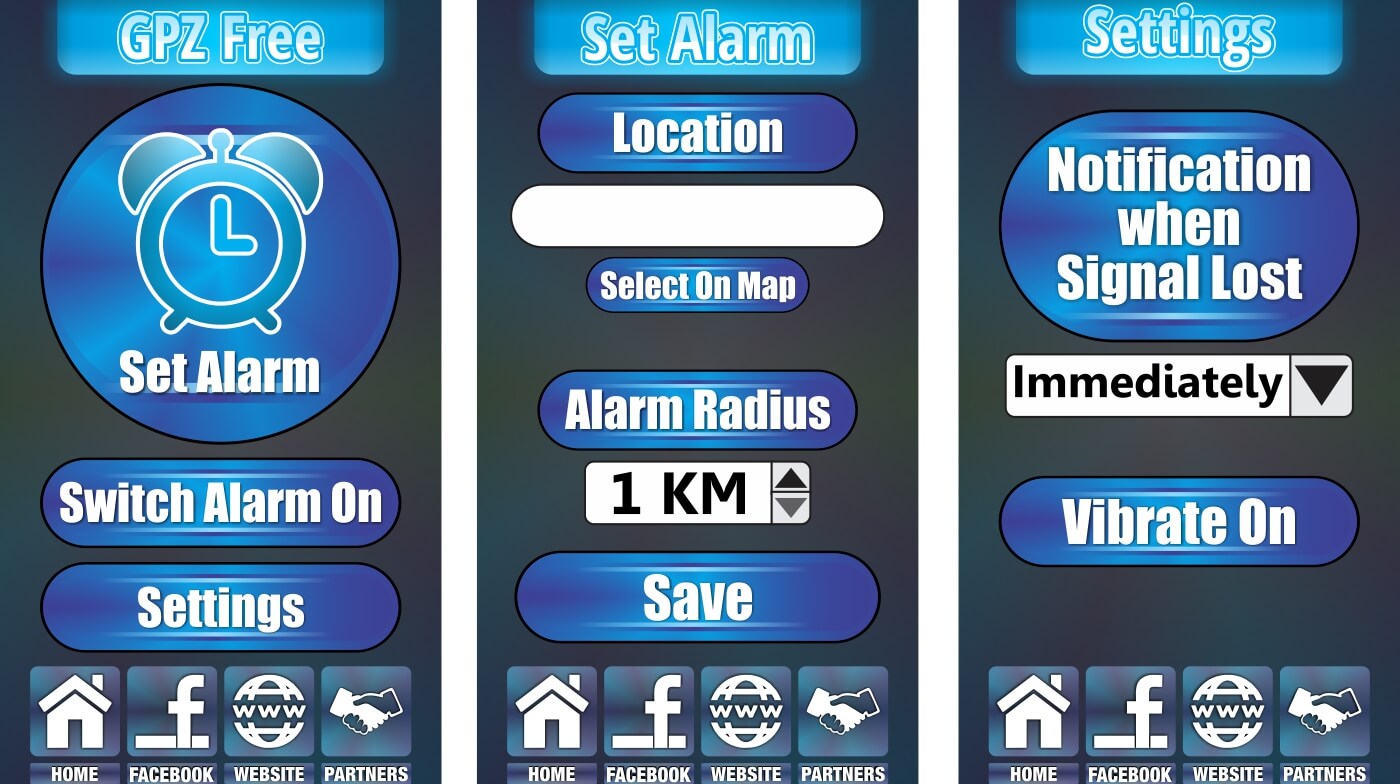 GPZ Free
Set Alarm
Switch Alarm On
Settings
HOME
FACEBOOK
WEBSITE
PARTNERS
Set Alarm
Location
Select On Map
Alarm Radius
1 KM
Save
HOME
FACEBOOK
WEBSITE
PARTNERS
Settings
Notification
when
Signal Lost
Immediately
Vibrate On
HOME
FACEBOOK
WEBSITE
PARTNERS
f
www
f
www
f
www